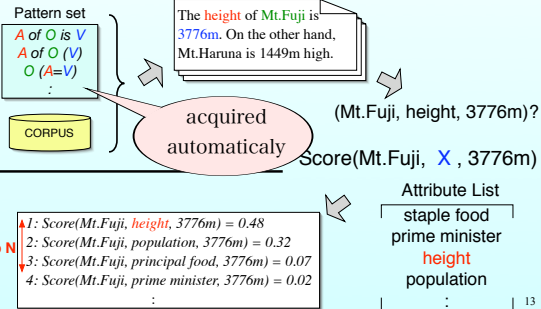 Pattern set
A of O is V
A of O (V)
O (A=V)
:
CORPUS
acquired
automaticaly
The height of Mt.Fuji is
3776m. On the other hand,
Mt.Haruna is 1449m high.
(Mt.Fuji, height, 3776m)?
Score(Mt.Fuji, X , 3776m)
Attribute List
staple food
prime minister
height
population
:
N
1: Score(Mt.Fuji, height, 3776m) = 0.48
2: Score(Mt.Fuji, population, 3776m) = 0.32
3: Score(Mt.Fuji, principal food, 3776m) = 0.07
4: Score(Mt.Fuji, prime minister, 3776m) = 0.02
:
13